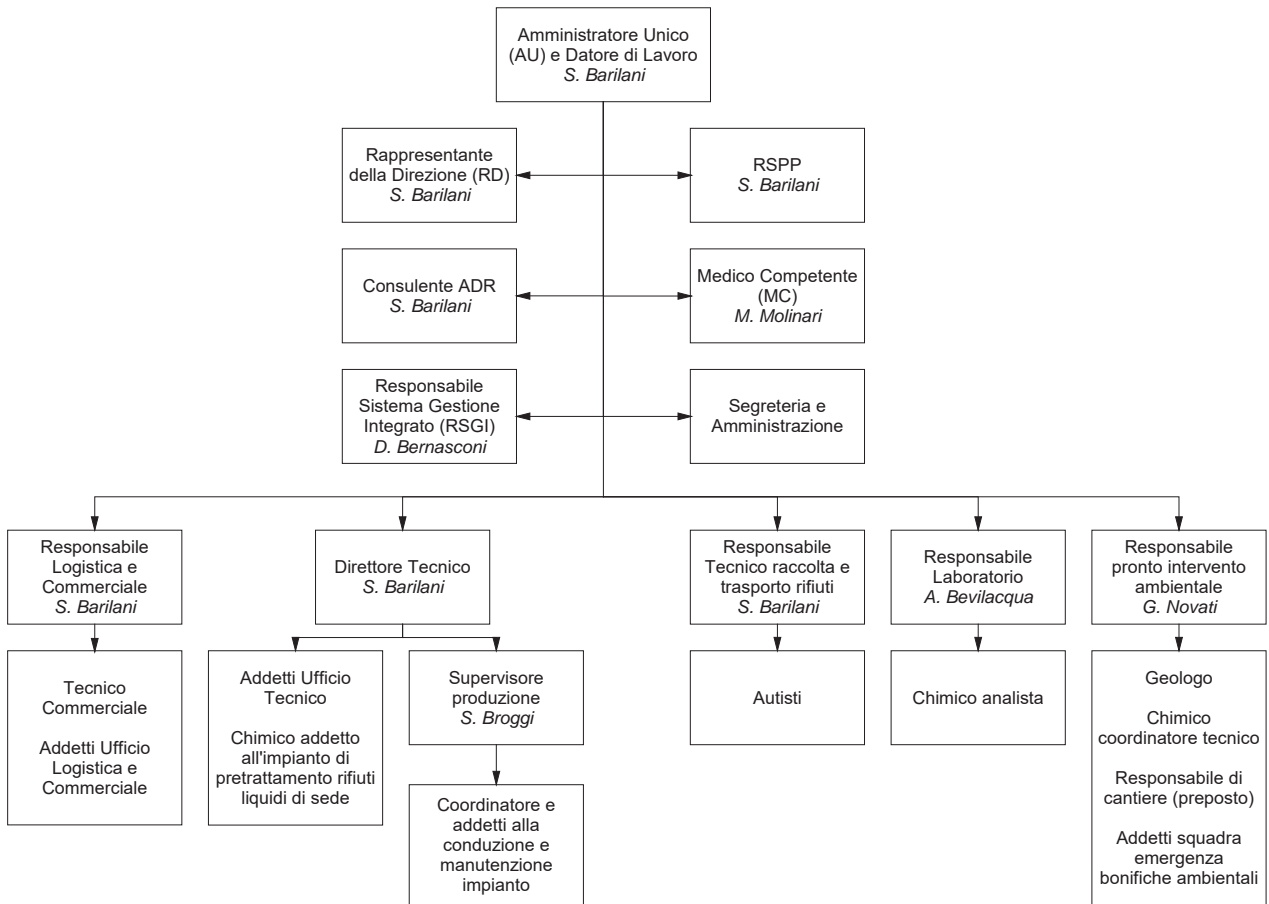 Amministratore Unico
(AU) e Datore di Lavoro
S. Barilani
Rappresentante
della Direzione (RD)
S. Barilani
RSPP
S. Barilani
Consulente ADR
S. Barilani
Medico Competente
(MC)
M. Molinari
Responsabile
Sistema Gestione
Integrato (RSGI)
D. Bernasconi
Segreteria e
Amministrazione
Responsabile
Logistica e
Commerciale
S. Barilani
Direttore Tecnico
S. Barilani
Responsabile
Tecnico raccolta e
trasporto rifiuti
S. Barilani
Responsabile
Laboratorio
A. Bevilacqua
Responsabile
pronto intervento
ambientale
G. Novati
Tecnico
Commerciale
Addetti Ufficio
Logistica e
Commerciale
Addetti Ufficio
Tecnico
Chimico addetto
all'impianto di
pretrattamento rifiuti
liquidi di sede
Supervisore
produzione
S. Broggi
Coordinatore e
addetti alla
conduzione e
manutenzione
impianto
Autisti
Chimico analista
Geologo
Chimico
coordinatore tecnico
Responsabile di
cantiere (preposto)
Addetti squadra
emergenza
bonifiche ambientali